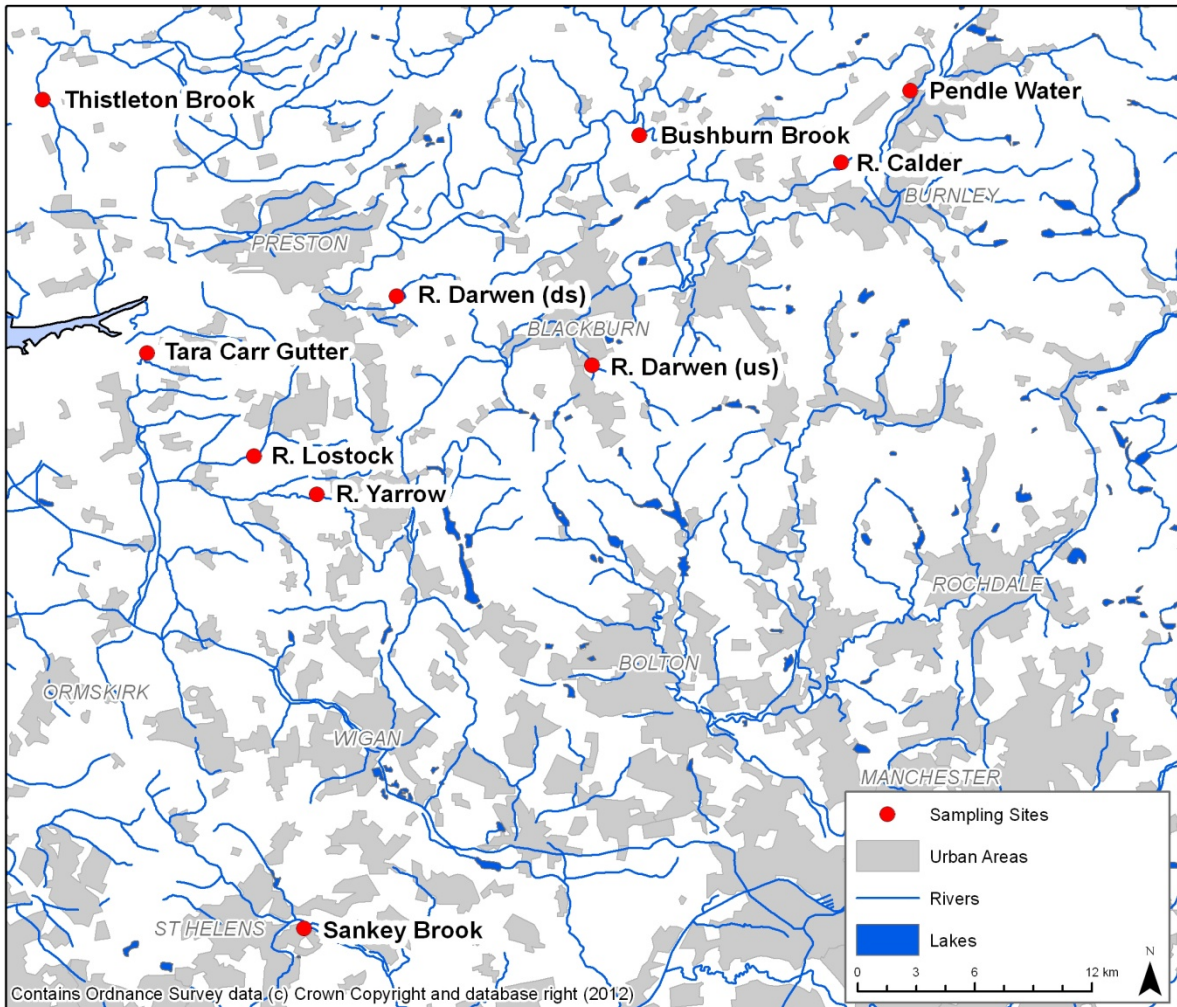 Thistleton Brook
Pendle Water
Bushburn Brook
R. Calder
BURNLEY
PRESTON
R. Darwen (ds)
BLACKBURN
Tara Carr Gutter
R. Darwen (us)
R. Lostock
R. Yarrow
ROCHDALE
BOLTON
ORMSKIRK
WIGAN
MANCHESTER
Sampling Sites
Urban Areas
Rivers
Lakes
N
0 3 6 12 km
ST HELENS
Sankey Brook
Contains Ordnance Survey data (c) Crown Copyright and database right (2012)